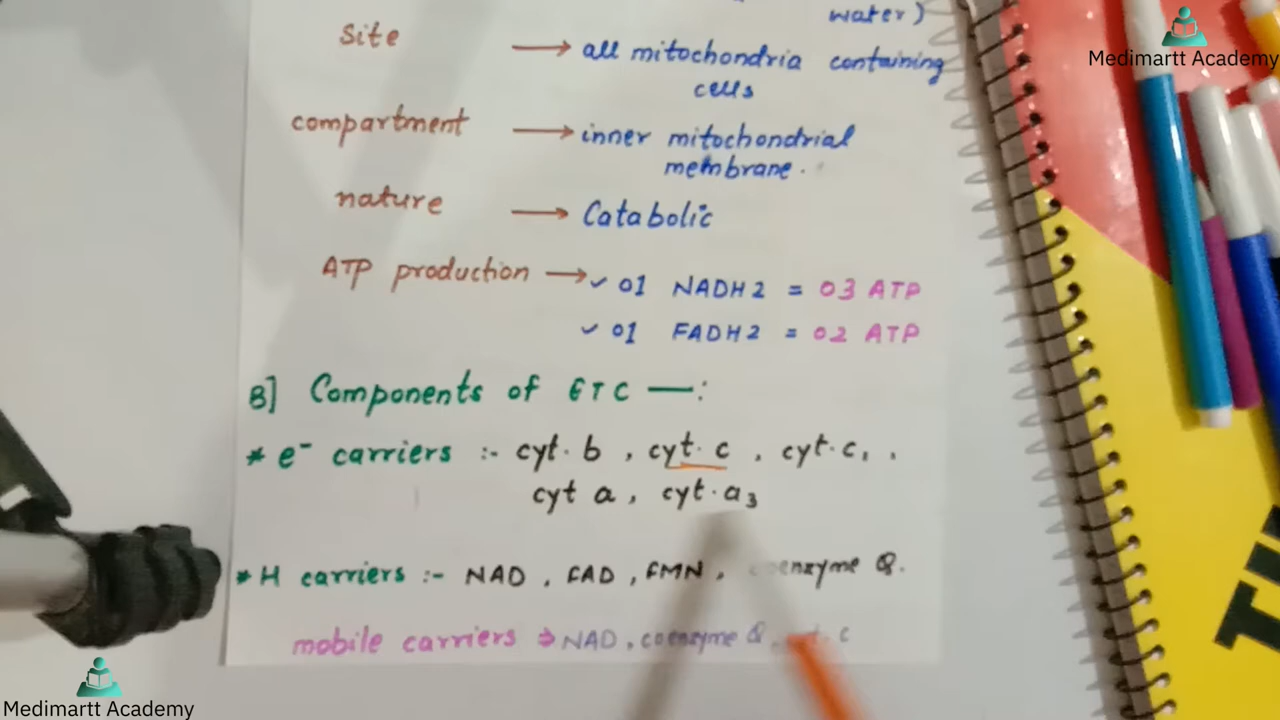 water)
Medimartt Academy
Site → all mitochondria containing
cells
compartment → inner mitochondrial
membrane.
nature → Catabolic
ATP production → ✓ 01 NADH2 = 03 ATP
✓ 01 FADH2 = 02 ATP
B] Components of ETC —:
* e⁻ carriers :- cyt. b , cyt. c , cyt. c₁ ,
cyt a , cyt. a₃
* H carriers :- NAD , FAD , FMN , Q.
mobile carriers ⇒ NAD , coenzyme Q , c
Medimartt Academy